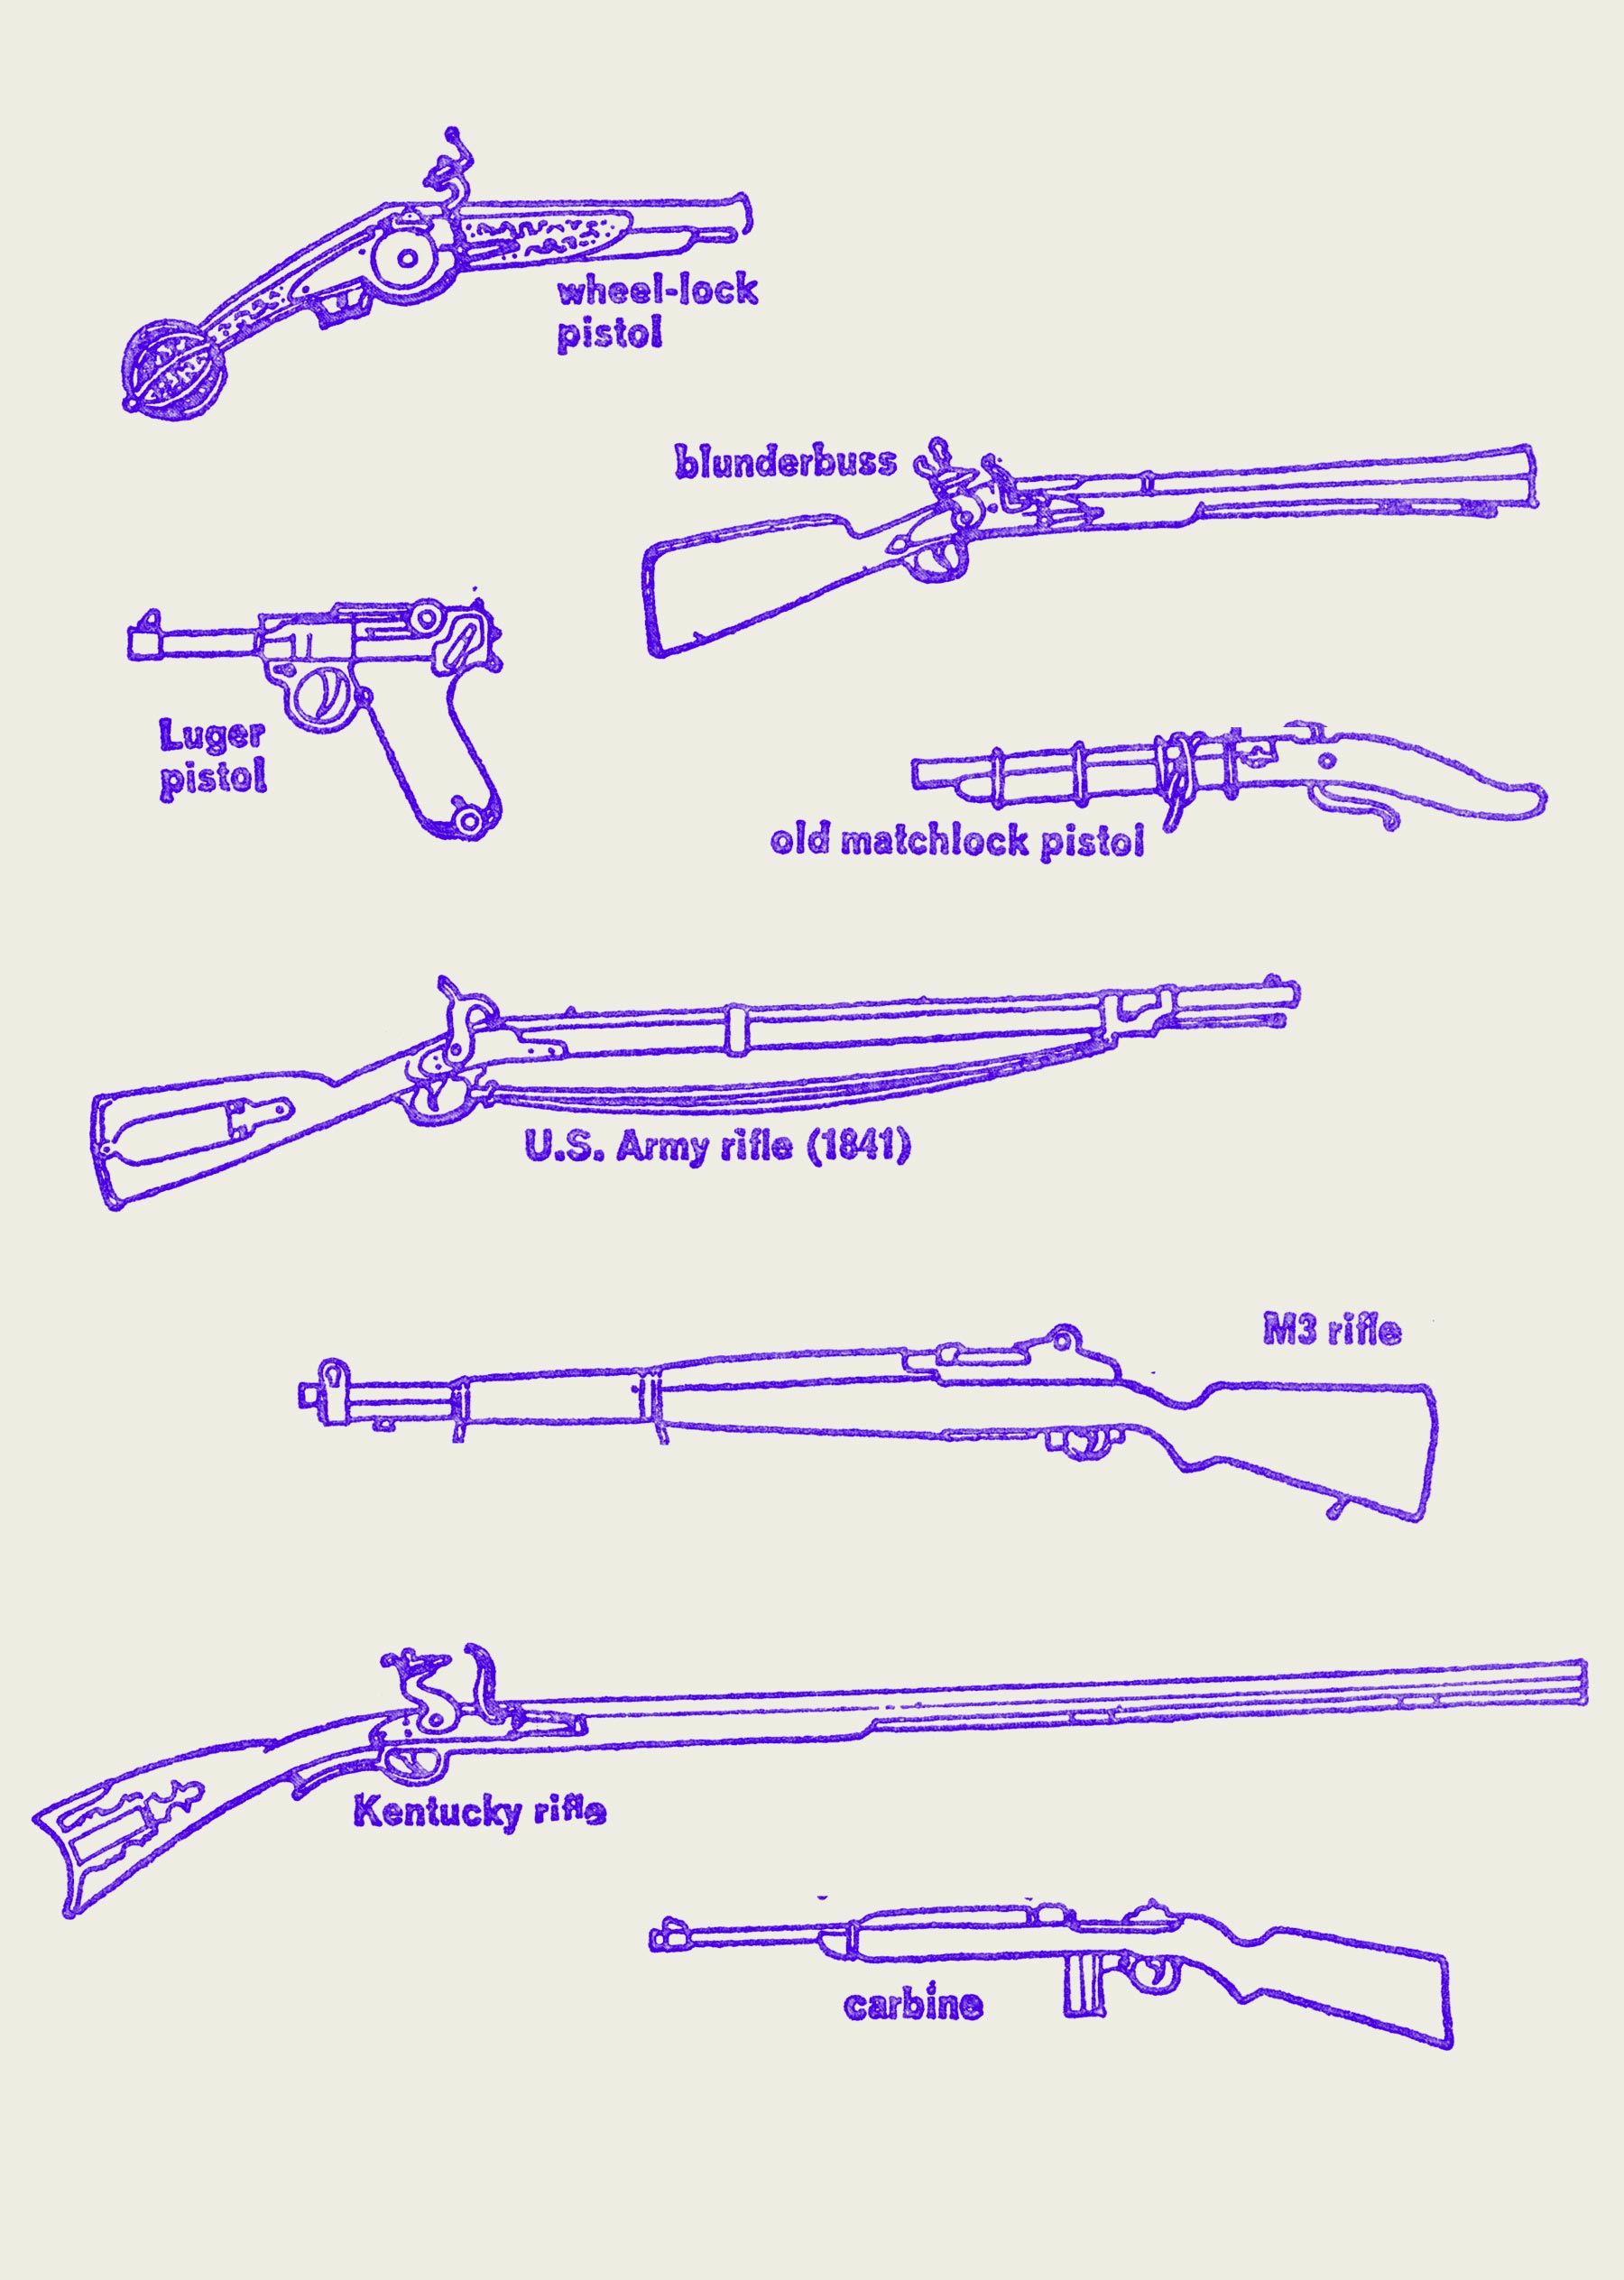 wheel-lock
pistol
blunderbuss
Luger
pistol
old matchlock pistol
U.S. Army rifle (1841)
M3 rifle
Kentucky rifle
carbine